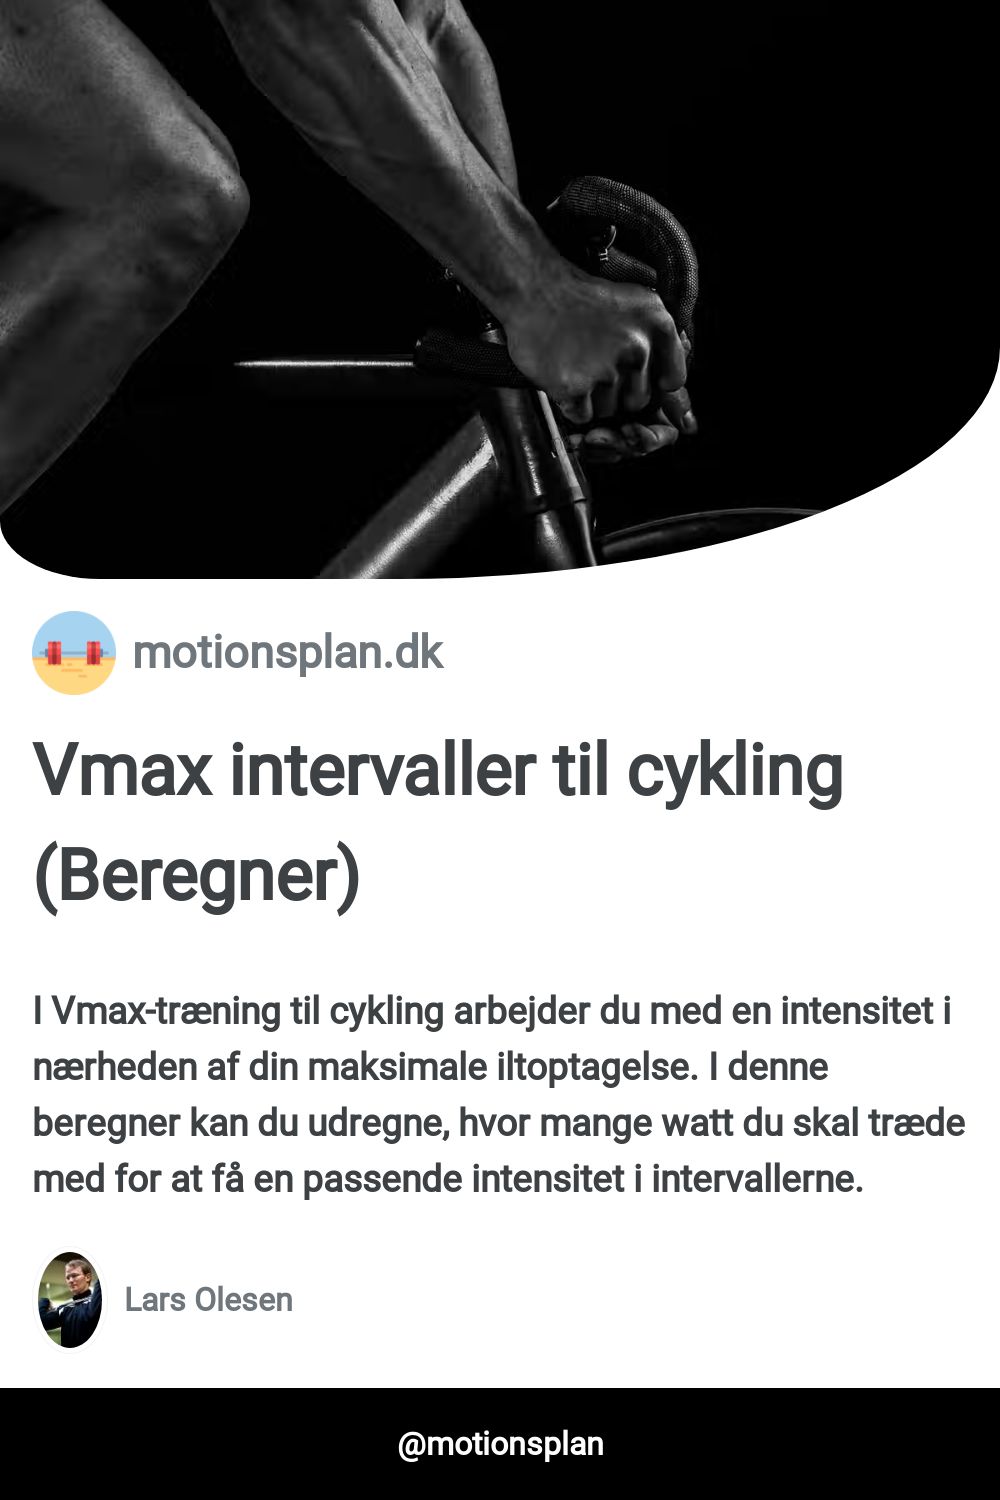 motionsplan.dk
Vmax intervaller til cykling
(Beregner)
I Vmax-træning til cykling arbejder du med en intensitet i
nærheden af din maksimale iltoptagelse. I denne
beregner kan du udregne, hvor mange watt du skal træde
med for at få en passende intensitet i intervallerne.
Lars Olesen
@motionsplan